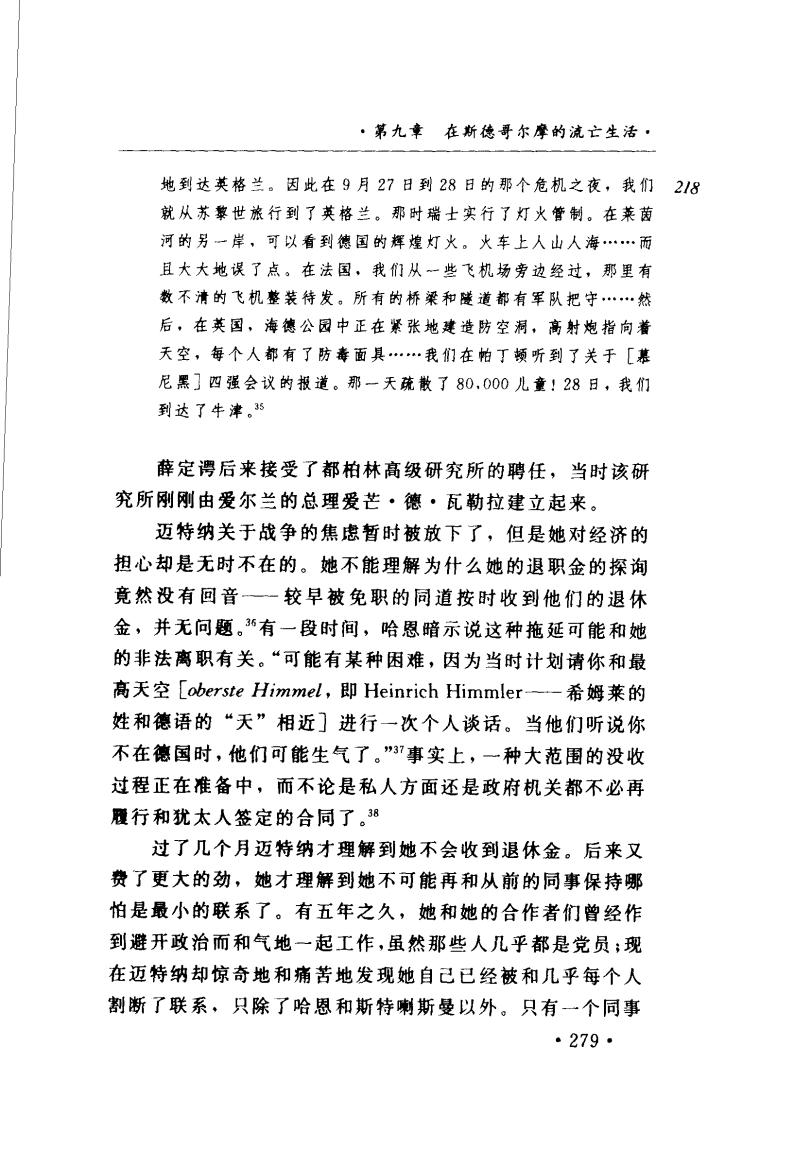 ·第九章 在斯德哥尔摩的流亡生活·
地到达英格兰。因此在9月27日到28日的那个危机之夜，我们 218
就从苏黎世旅行到了英格兰。那时瑞士实行了灯火管制。在莱茵
河的另一岸，可以看到德国的辉煌灯火。火车上人山人海……而
且大大地误了点。在法国，我们从一些飞机场旁边经过，那里有
数不清的飞机整装待发。所有的桥梁和隧道都有军队把守……然
后，在英国，海德公园中正在紧张地建造防空洞，高射炮指向着
天空，每个人都有了防毒面具……我们在帕丁顿听到了关于［慕
尼黑］四强会议的报道。那一天疏散了80,000儿童！28日，我们
到达了牛津。35
薛定谔后来接受了都柏林高级研究所的聘任，当时该研
究所刚刚由爱尔兰的总理爱芒·德·瓦勒拉建立起来。
迈特纳关于战争的焦虑暂时被放下了，但是她对经济的
担心却是无时不在的。她不能理解为什么她的退职金的探询
竟然没有回音——较早被免职的同道按时收到他们的退休
金，并无问题。36有一段时间，哈恩暗示说这种拖延可能和她
的非法离职有关。“可能有某种困难，因为当时计划请你和最
高天空［oberste Himmel，即 Heinrich Himmler——希姆莱的
姓和德语的“天”相近］进行一次个人谈话。当他们听说你
不在德国时，他们可能生气了。”37事实上，一种大范围的没收
过程正在准备中，而不论是私人方面还是政府机关都不必再
履行和犹太人签定的合同了。38
过了几个月迈特纳才理解到她不会收到退休金。后来又
费了更大的劲，她才理解到她不可能再和从前的同事保持哪
怕是最小的联系了。有五年之久，她和她的合作者们曾经作
到避开政治而和气地一起工作，虽然那些人几乎都是党员；现
在迈特纳却惊奇地和痛苦地发现她自己已经被和几乎每个人
割断了联系，只除了哈恩和斯特喇斯曼以外。只有一个同事
·279·